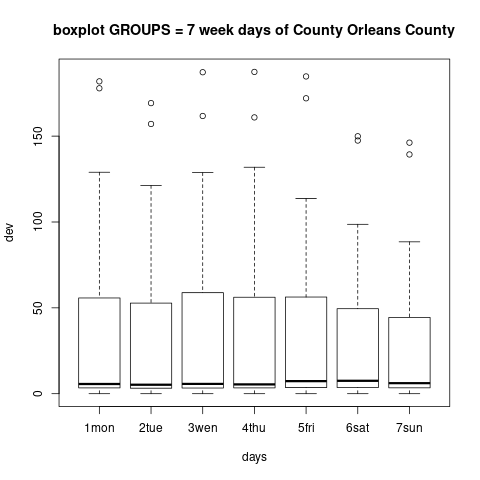 boxplot GROUPS = 7 week days of County Orleans County
dev
0
50
100
150
1mon 2tue 3wen 4thu 5fri 6sat 7sun
days